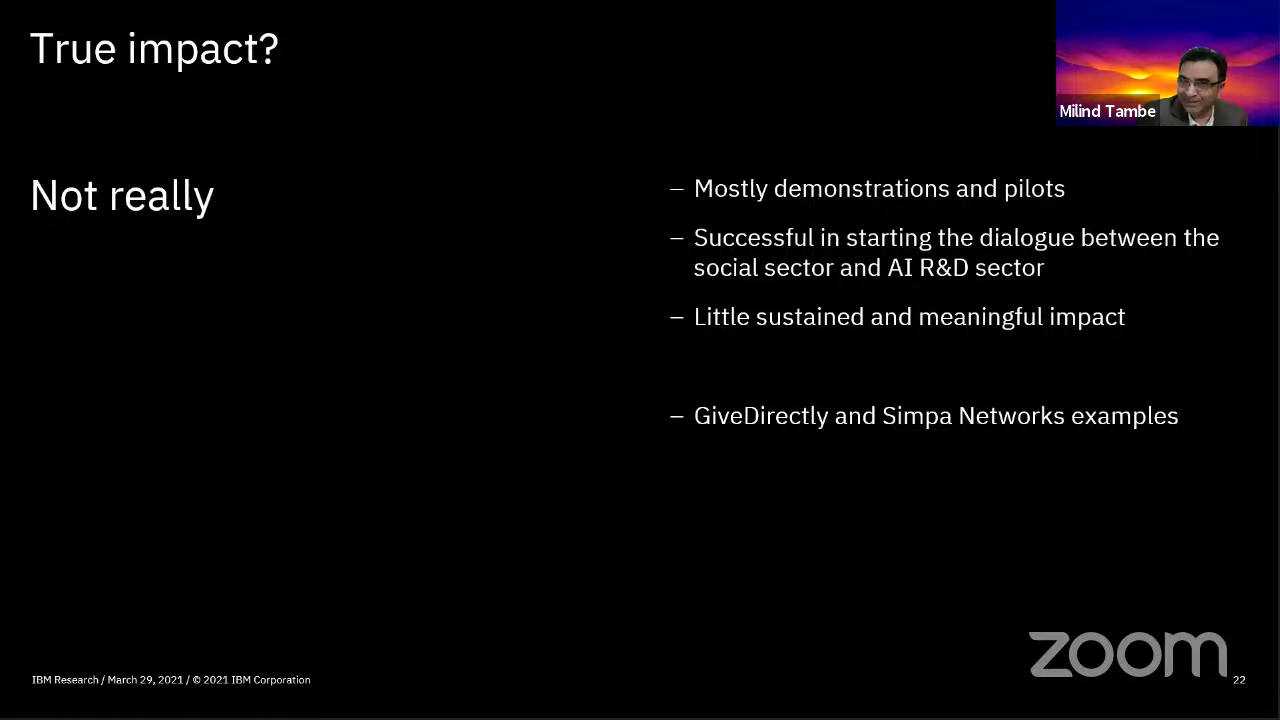 True impact?
Milind Tambe
Not really
– Mostly demonstrations and pilots
– Successful in starting the dialogue between the
social sector and AI R&D sector
– Little sustained and meaningful impact
– GiveDirectly and Simpa Networks examples
zoom
IBM Research / March 29, 2021 / © 2021 IBM Corporation
22